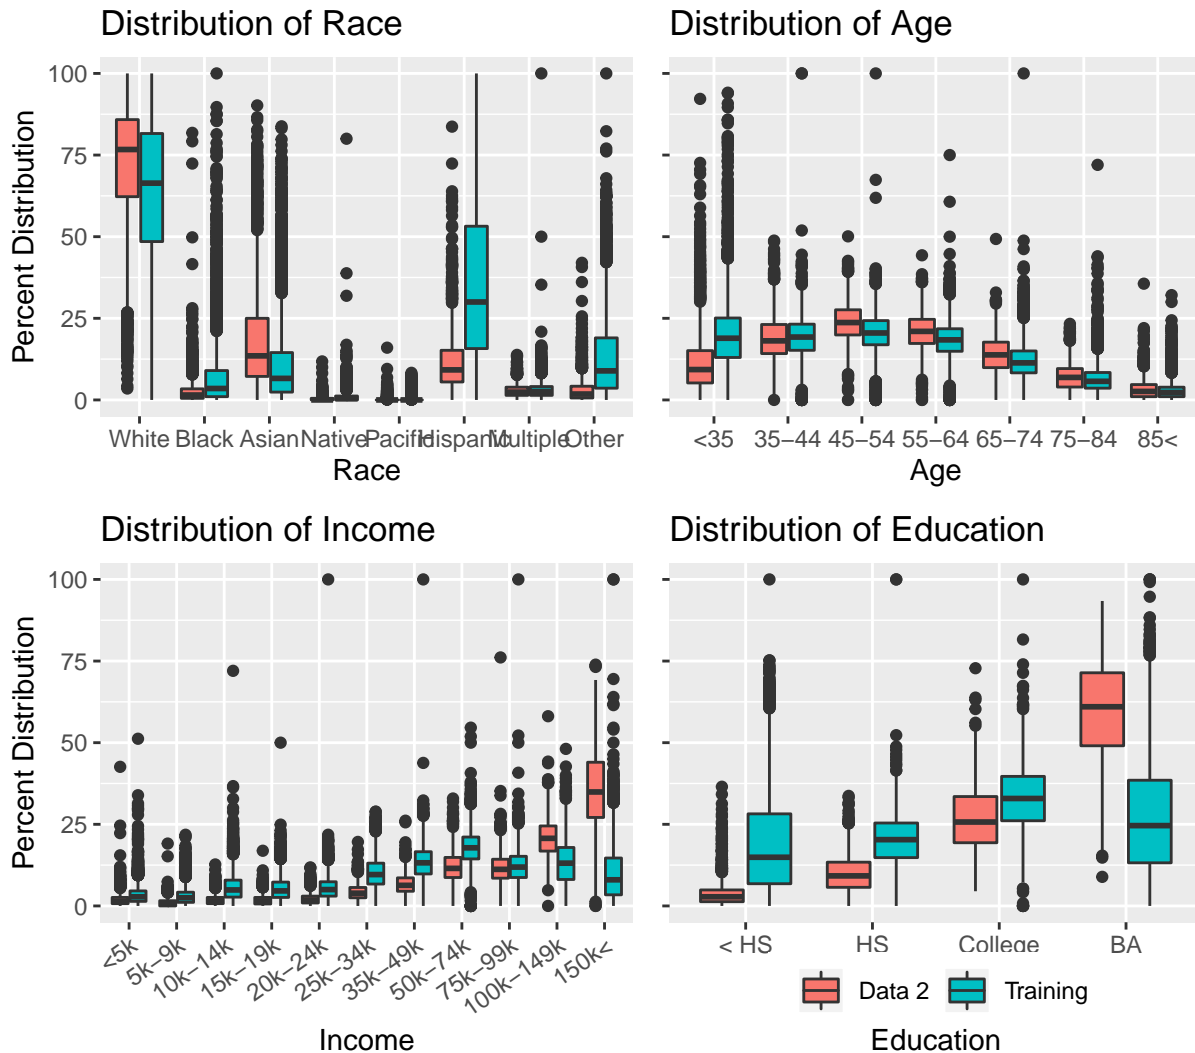 Distribution of Race
Distribution of Age
Percent Distribution
100
75
50
25
0
White Black Asian Native Pacific Hispanic Multiple Other
<35 35–44 45–54 55–64 65–74 75–84 85<
Race
Age
Distribution of Income
Distribution of Education
Percent Distribution
100
75
50
25
0
<5k 5k–9k 10k–14k 15k–19k 20k–24k 25k–34k 35k–49k 50k–74k 75k–99k 100k–149k 150k<
< HS HS College BA
Data 2 Training
Income
Education